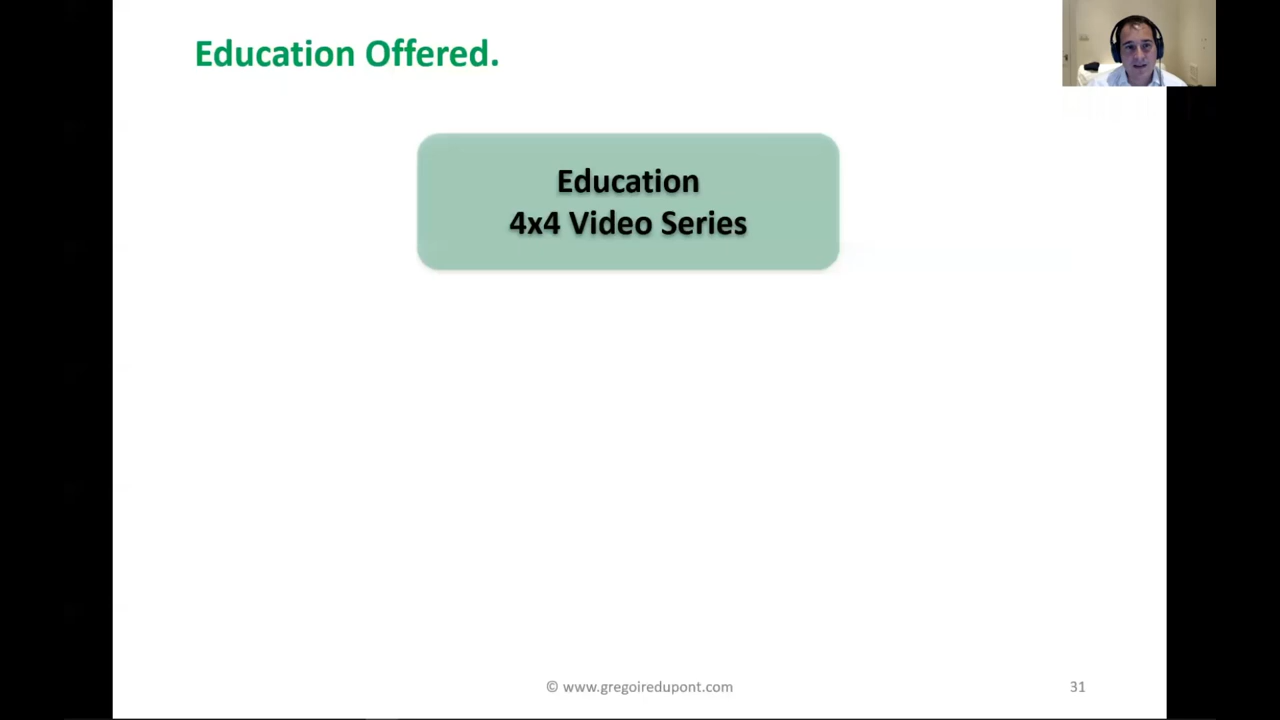 Education Offered.
Education
4x4 Video Series
© www.gregoiredupont.com
31